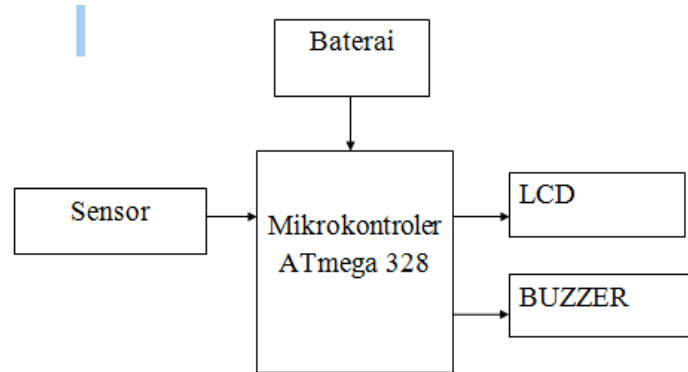 Baterai
Sensor
Mikrokontroler
ATmega 328
LCD
BUZZER